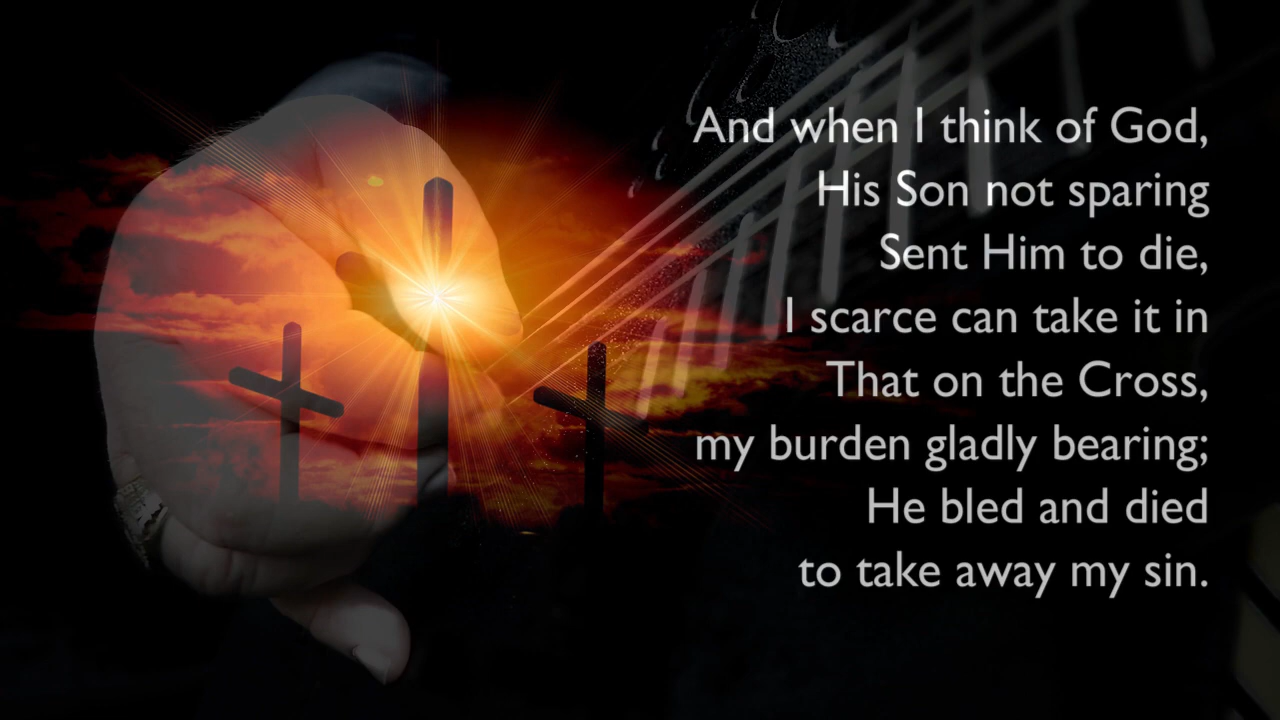 And when I think of God,
His Son not sparing
Sent Him to die,
I scarce can take it in
That on the Cross,
my burden gladly bearing;
He bled and died
to take away my sin.